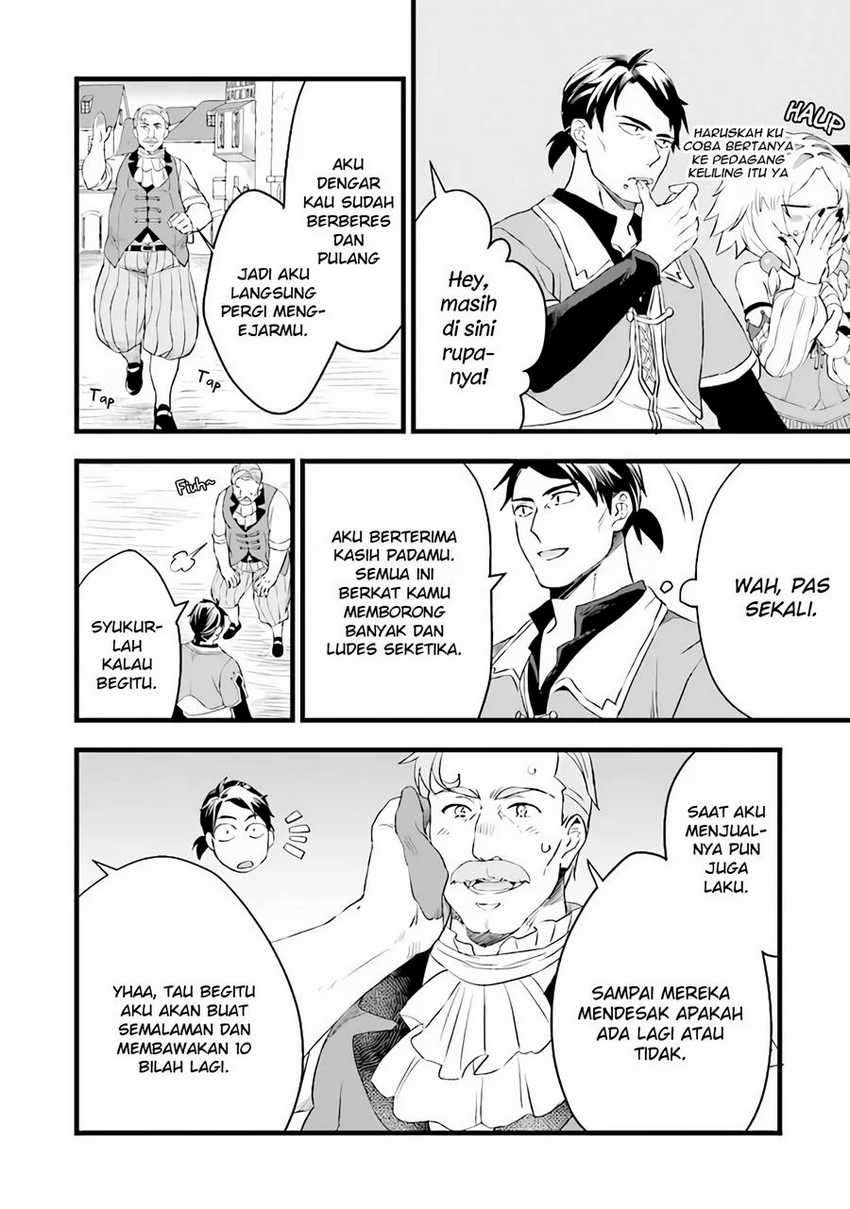 HAUP
HARUSKAH KU
COBA BERTANYA
KE PEDAGANG
KELILING ITU YA
Hey,
masih
di sini
rupa-
nya!
AKU
DENGAR
KAU SUDAH
BERBERES
DAN
PULANG
JADI AKU
LANGSUNG
PERGI MENG-
EJARMU.
Tap
Tap
WAH, PAS
SEKALI.
AKU BERTERIMA
KASIH PADAMU.
SEMUA INI
BERKAT KAMU
MEMBORONG
BANYAK DAN
LUDES SEKETIKA.
Fiuh~
SYUKUR-
LAH
KALAU
BEGITU.
SAAT AKU
MENJUAL-
NYA PUN
JUGA
LAKU.
SAMPAI MEREKA
MENDESAK APAKAH
ADA LAGI ATAU
TIDAK.
YHAA, TAU BEGITU
AKU AKAN BUAT
SEMALAMAN DAN
MEMBAWAKAN 10
BILAH LAGI.